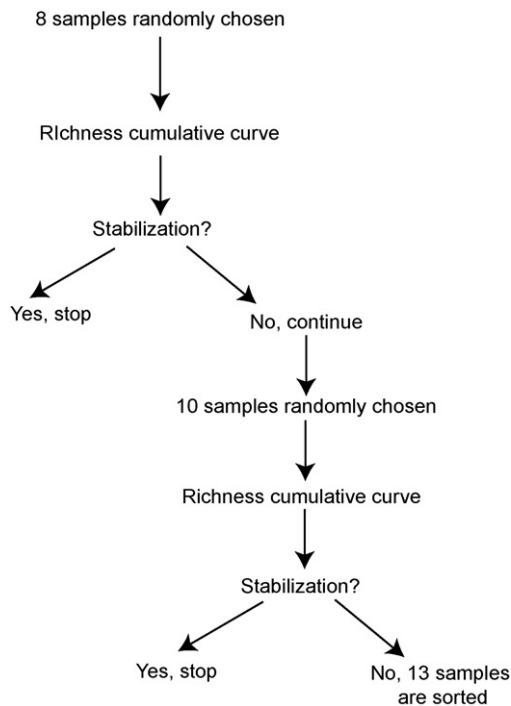 8 samples randomly chosen
RIchness cumulative curve
Stabilization?
Yes, stop
No, continue
10 samples randomly chosen
Richness cumulative curve
Stabilization?
Yes, stop
No, 13 samples
are sorted